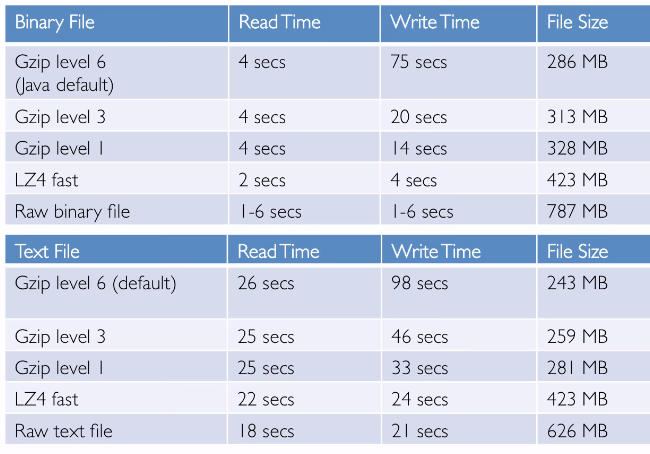 Binary File Read Time Write Time File Size
Gzip level 6 4 secs 75 secs 286 MB
(Java default)
Gzip level 3 4 secs 20 secs 313 MB
Gzip level 1 4 secs 14 secs 328 MB
LZ4 fast 2 secs 4 secs 423 MB
Raw binary file 1-6 secs 1-6 secs 787 MB
Text File Read Time Write Time File Size
Gzip level 6 (default) 26 secs 98 secs 243 MB
Gzip level 3 25 secs 46 secs 259 MB
Gzip level 1 25 secs 33 secs 281 MB
LZ4 fast 22 secs 24 secs 423 MB
Raw text file 18 secs 21 secs 626 MB